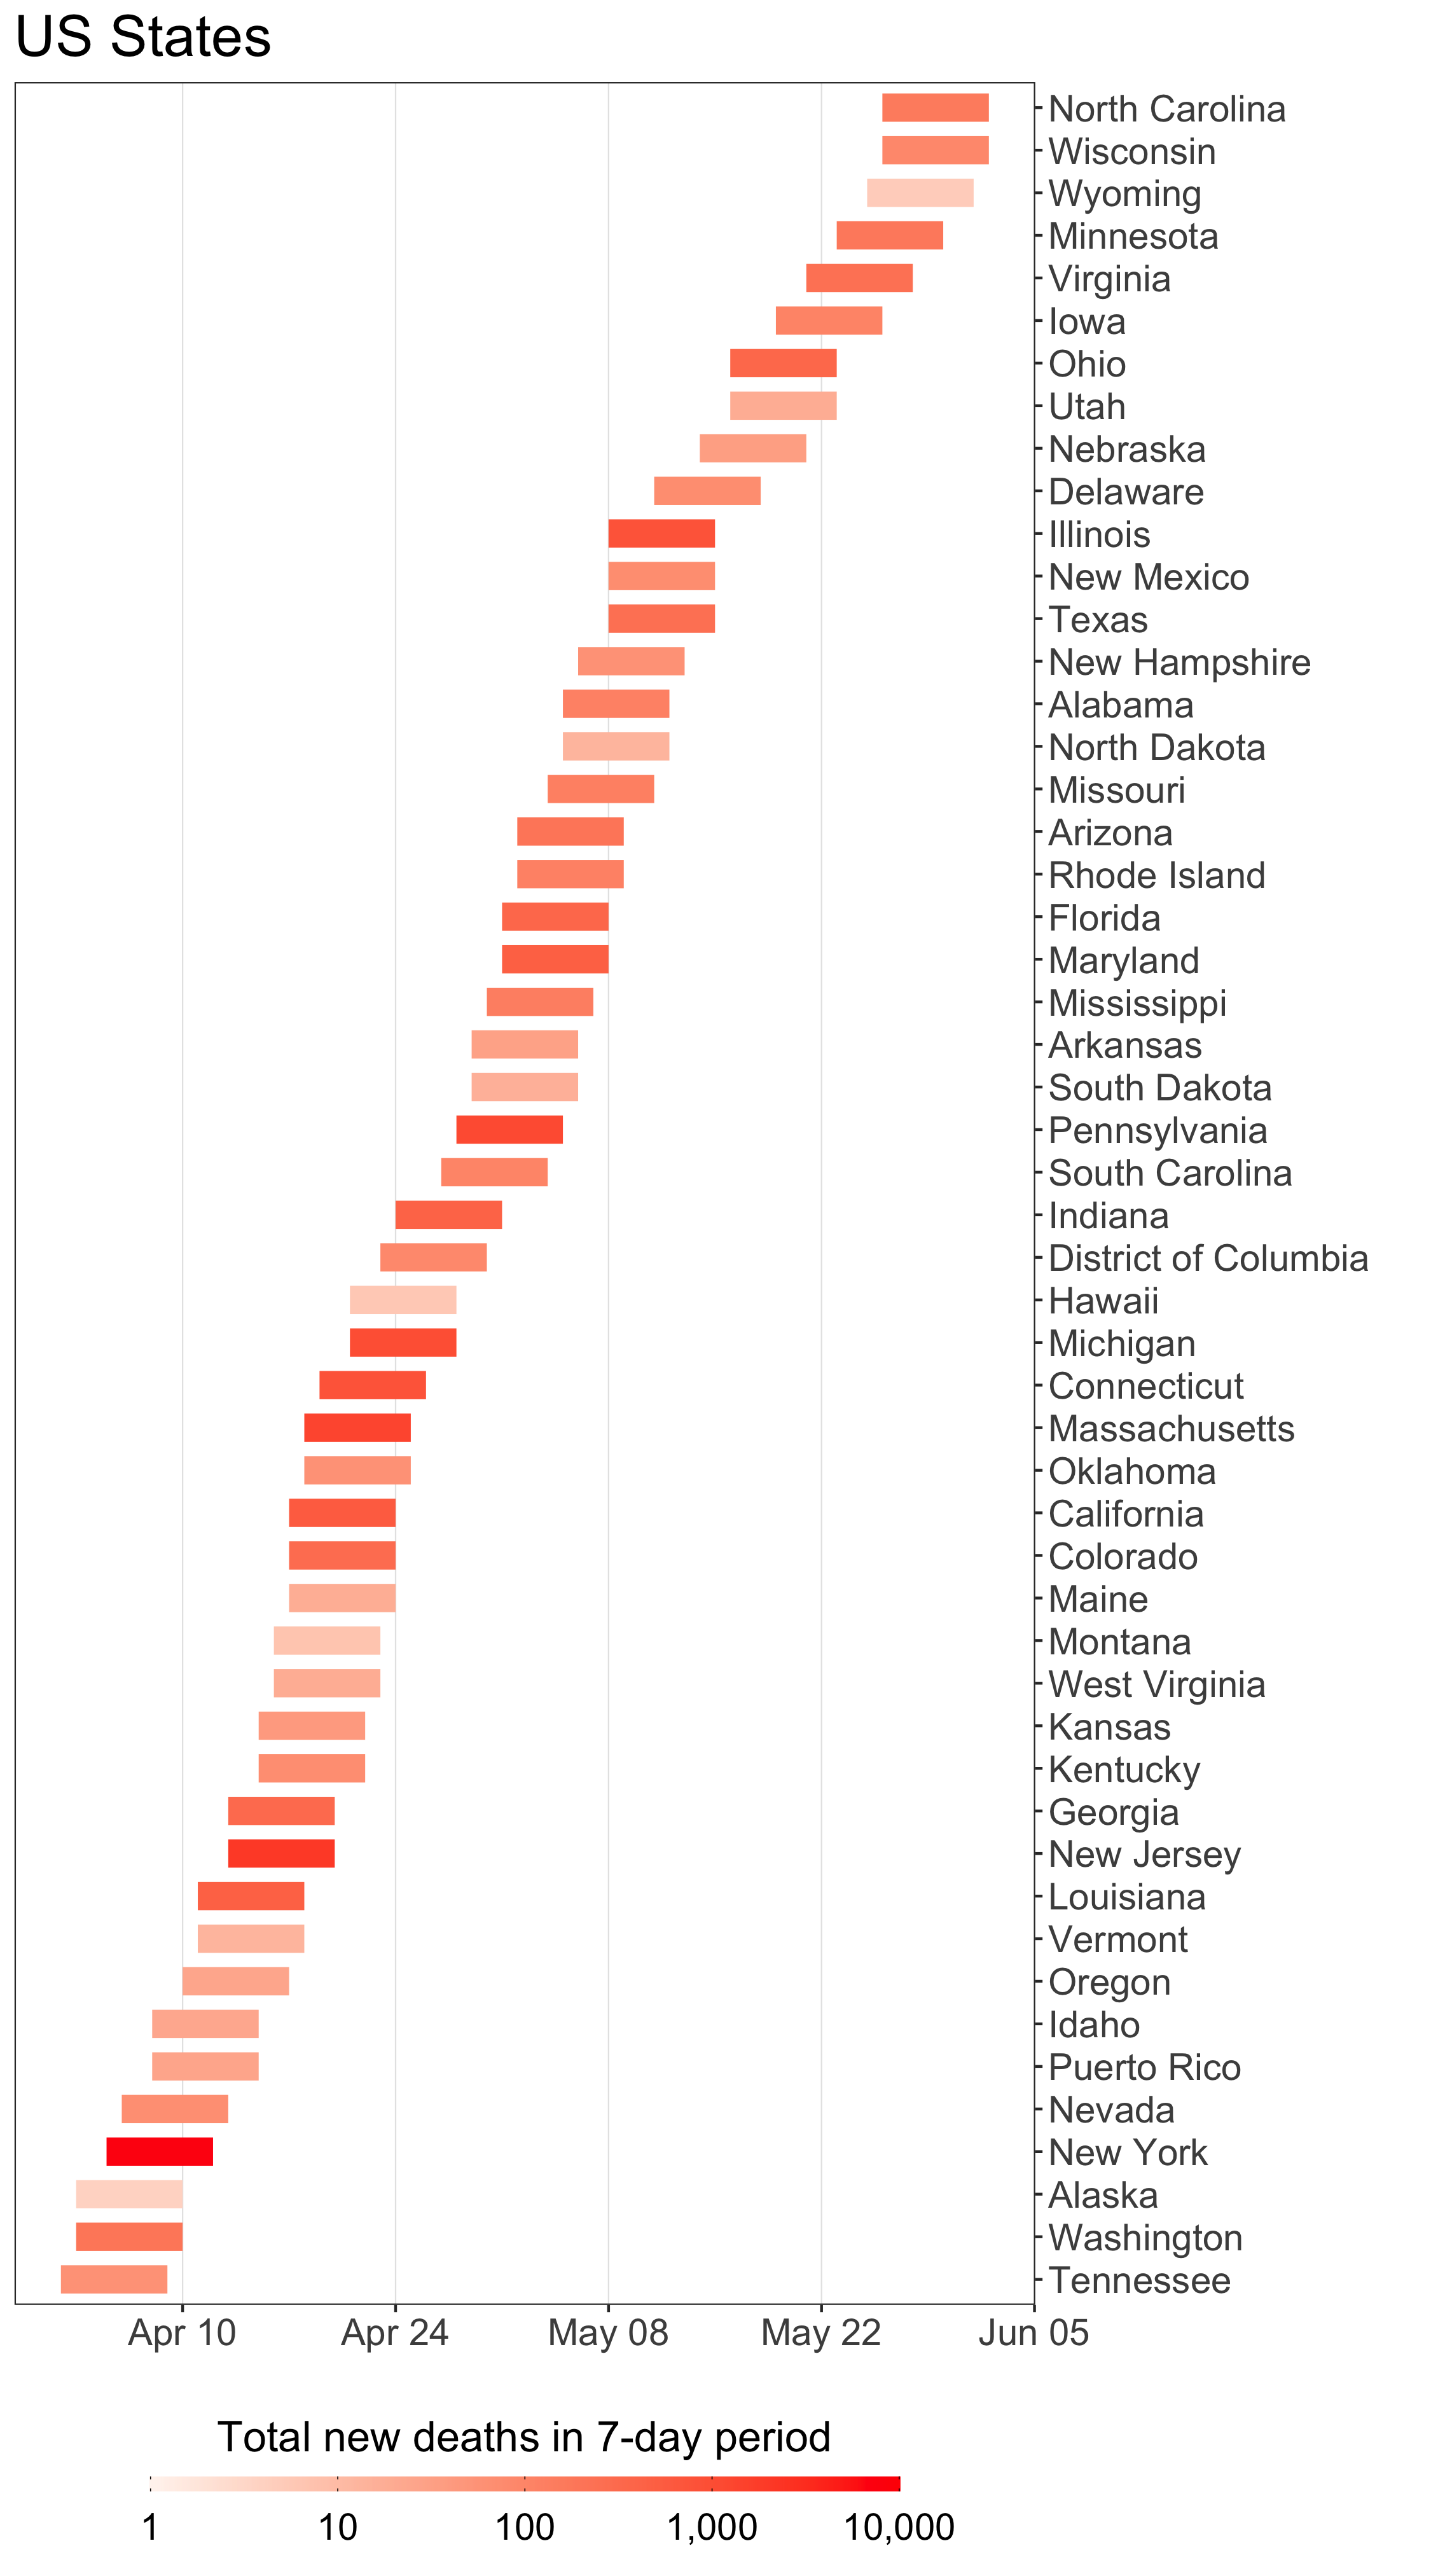 US States
North Carolina
Wisconsin
Wyoming
Minnesota
Virginia
Iowa
Ohio
Utah
Nebraska
Delaware
Illinois
New Mexico
Texas
New Hampshire
Alabama
North Dakota
Missouri
Arizona
Rhode Island
Florida
Maryland
Mississippi
Arkansas
South Dakota
Pennsylvania
South Carolina
Indiana
District of Columbia
Hawaii
Michigan
Connecticut
Massachusetts
Oklahoma
California
Colorado
Maine
Montana
West Virginia
Kansas
Kentucky
Georgia
New Jersey
Louisiana
Vermont
Oregon
Idaho
Puerto Rico
Nevada
New York
Alaska
Washington
Tennessee
Apr 10 Apr 24 May 08 May 22 Jun 05
Total new deaths in 7-day period
1 10 100 1,000 10,000